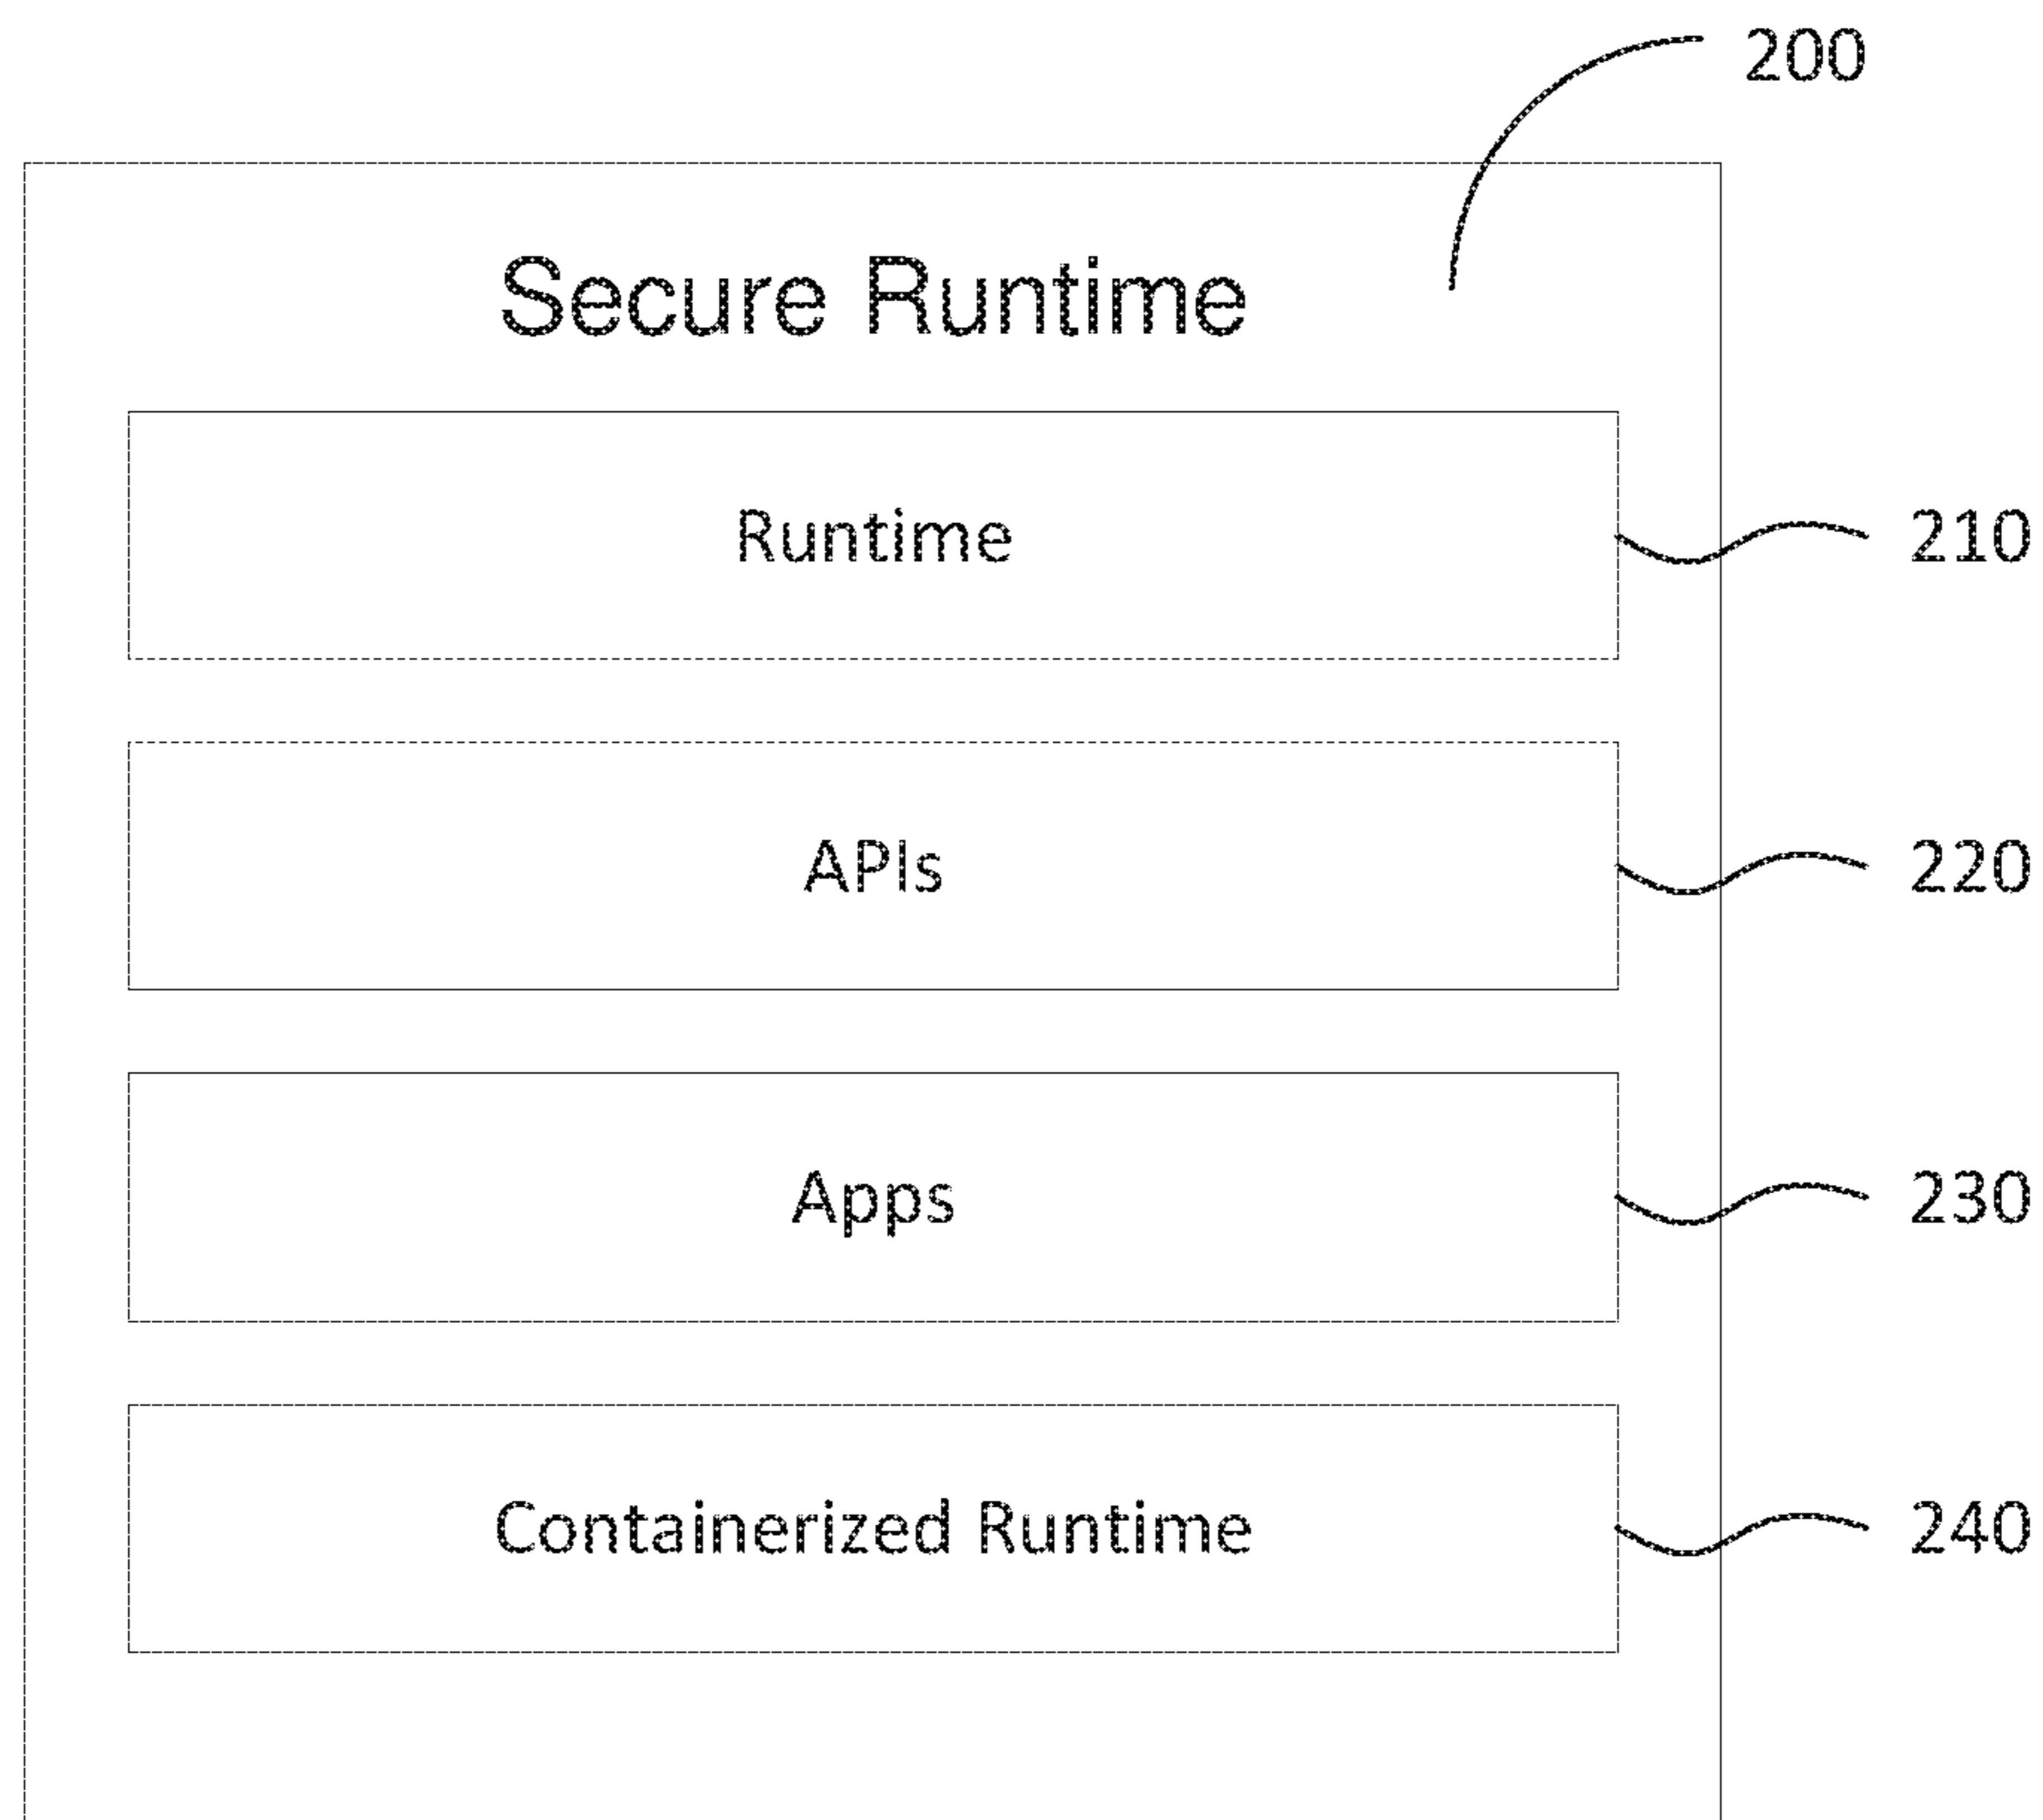 200
Secure Runtime
Runtime
210
APIs
220
Apps
230
Containerized Runtime
240